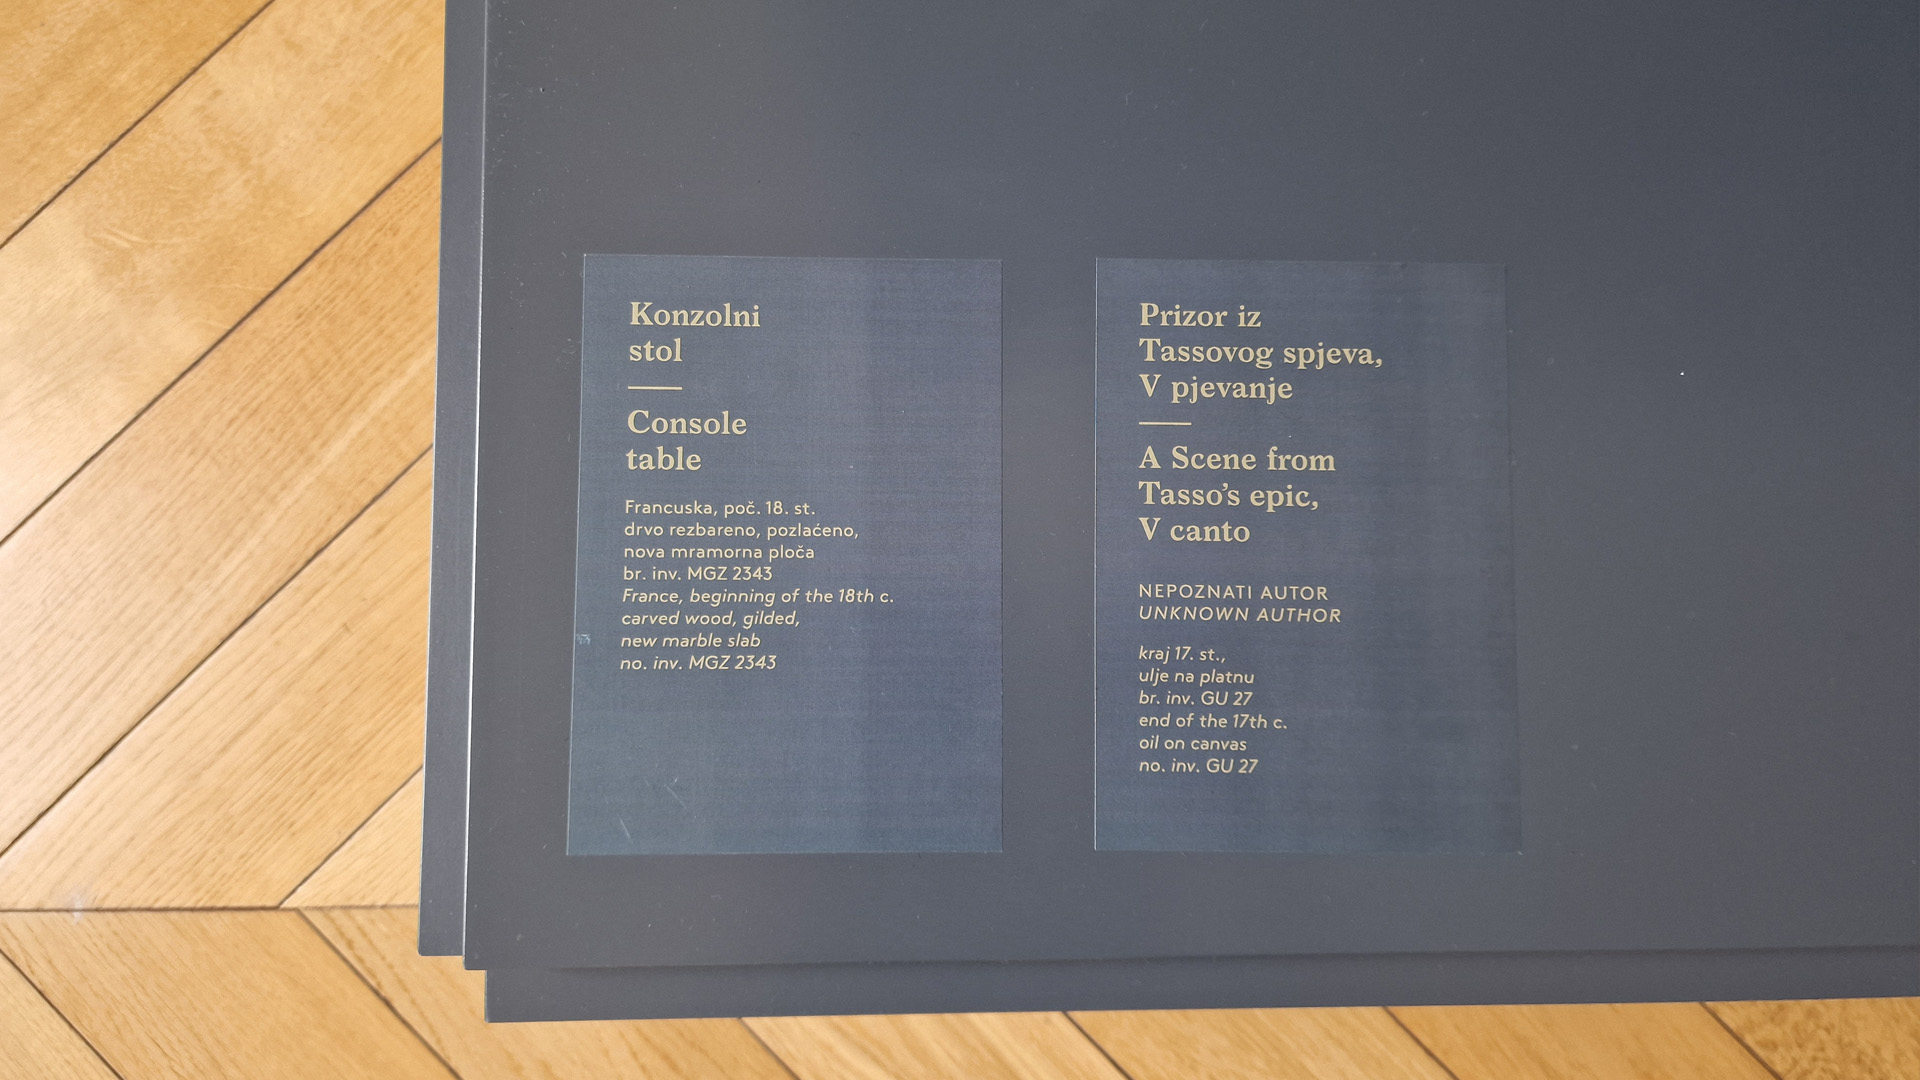 Konzolni
stol
Console
table
Francuska, poč. 18. st.
drvo rezbareno, pozlaćeno,
nova mramorna ploča
br. inv. MGZ 2343
France, beginning of the 18th c.
carved wood, gilded,
new marble slab
no. inv. MGZ 2343
Prizor iz
Tassovog spjeva,
V pjevanje
A Scene from
Tasso's epic,
V canto
NEPOZNATI AUTOR
UNKNOWN AUTHOR
kraj 17. st.,
ulje na platnu
br. inv. GU 27
end of the 17th c.
oil on canvas
no. inv. GU 27